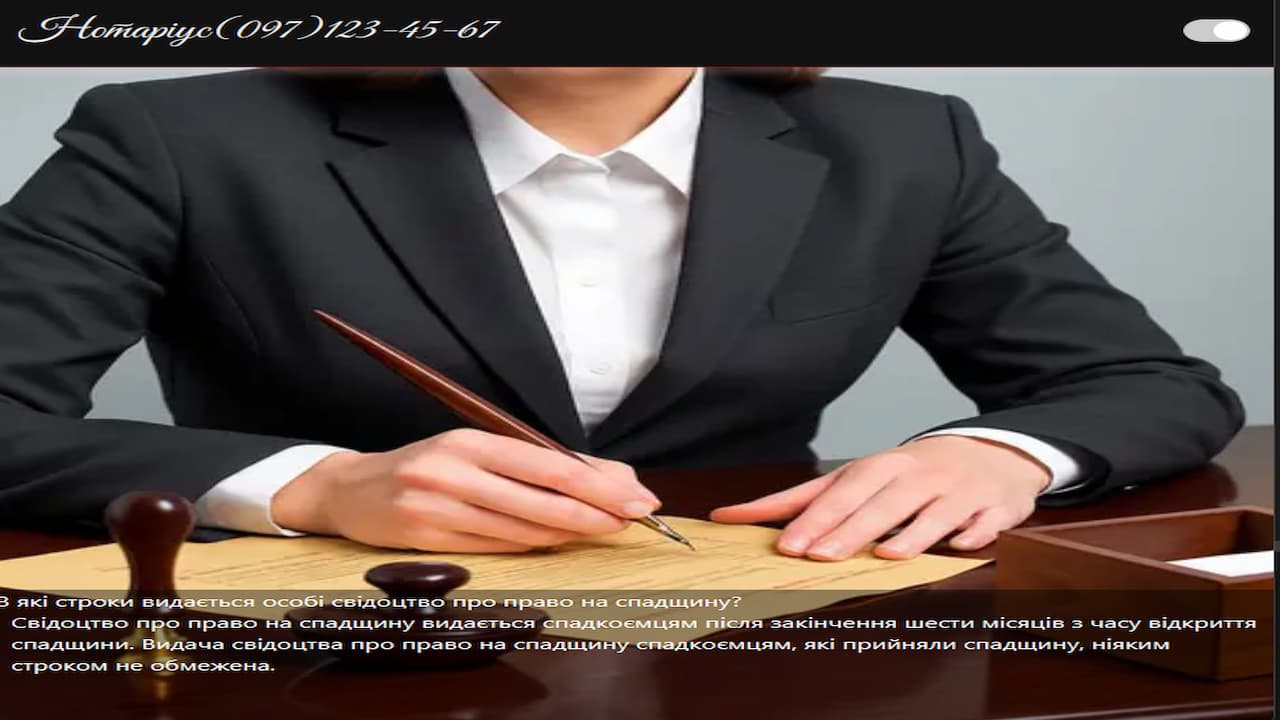 Нотаріус(097)123-45-67
В які строки видається особі свідоцтво про право на спадщину?
Свідоцтво про право на спадщину видається спадкоємцям після закінчення шести місяців з часу відкриття
спадщини. Видача свідоцтва про право на спадщину спадкоємцям, які прийняли спадщину, ніяким
строком не обмежена.